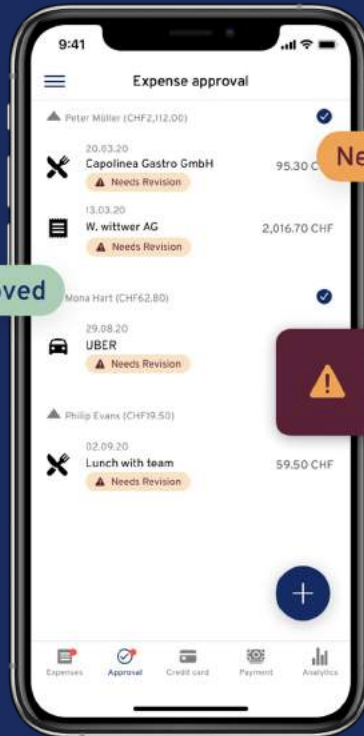 9:41
Expense approval
Peter Müller (CHF2,112.00)
20.03.20
Capolinea Gastro GmbH
95.30 C
Ne
Needs Revision
13.03.20
W. wittwer AG
2,016.70 CHF
Needs Revision
oved
Mona Hart (CHF62.80)
29.08.20
UBER
Needs Revision
Philip Evans (CHF19.50)
02.09.20
Lunch with team
59.50 CHF
Needs Revision
Expenses
Approval
Credit card
Payment
Analytics